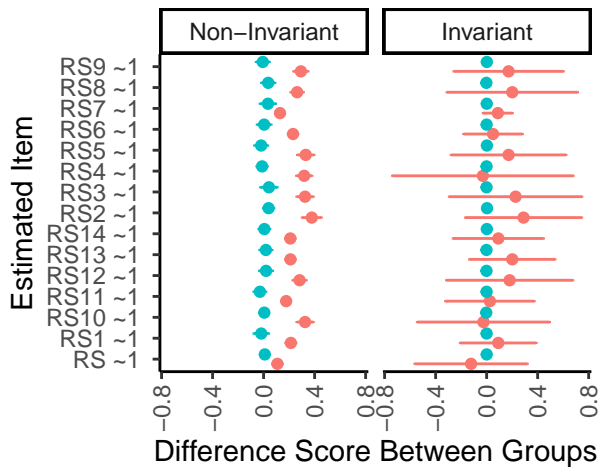 Non−Invariant
Invariant
Estimated Item
RS9 ~1
RS8 ~1
RS7 ~1
RS6 ~1
RS5 ~1
RS4 ~1
RS3 ~1
RS2 ~1
RS14 ~1
RS13 ~1
RS12 ~1
RS11 ~1
RS10 ~1
RS1 ~1
RS ~1
−0.8
−0.4
0.0
0.4
0.8
−0.8
−0.4
0.0
0.4
0.8
Difference Score Between Groups